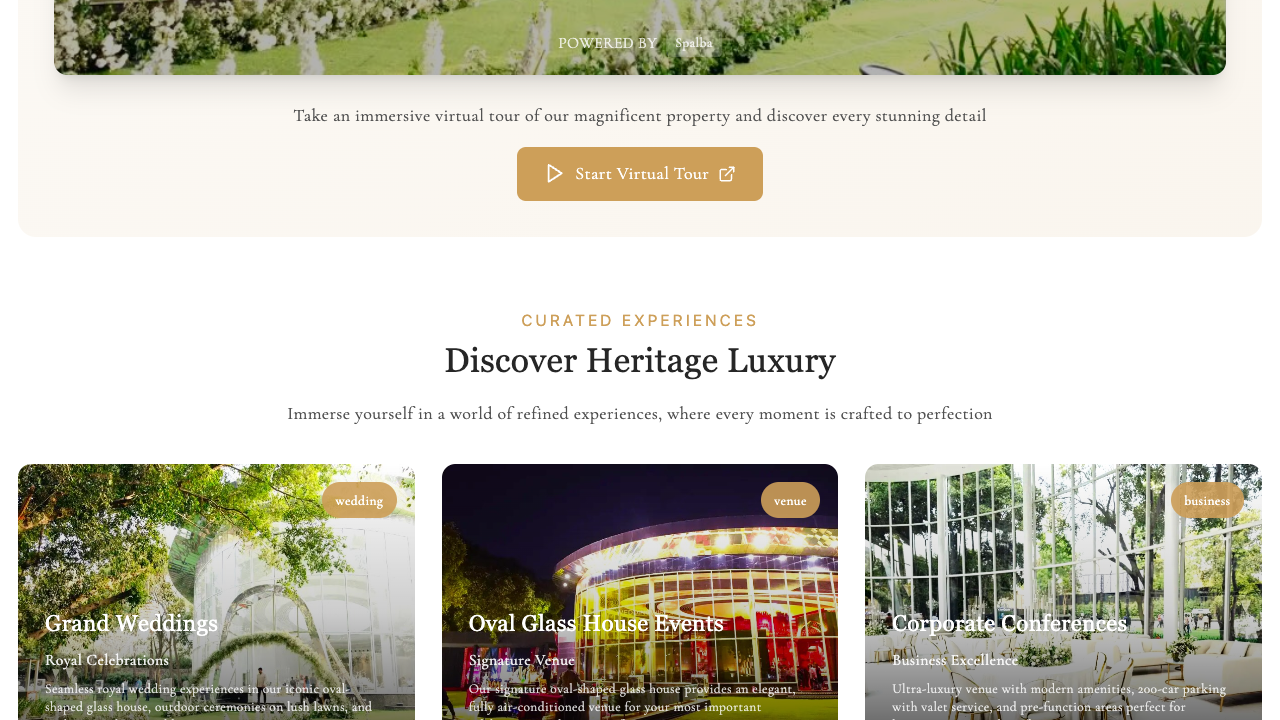 POWERED BY Spalba
Take an immersive virtual tour of our magnificent property and discover every stunning detail
Start Virtual Tour
CURATED EXPERIENCES
Discover Heritage Luxury
Immerse yourself in a world of refined experiences, where every moment is crafted to perfection
wedding
Grand Weddings
Royal Celebrations
Seamless royal wedding experiences in our iconic oval-
shaped glass house, outdoor ceremonies on lush lawns, and
venue
Oval Glass House Events
Signature Venue
Our signature oval-shaped glass house provides an elegant,
fully air-conditioned venue for your most important
business
Corporate Conferences
Business Excellence
Ultra-luxury venue with modern amenities, 200-car parking
with valet service, and pre-function areas perfect for